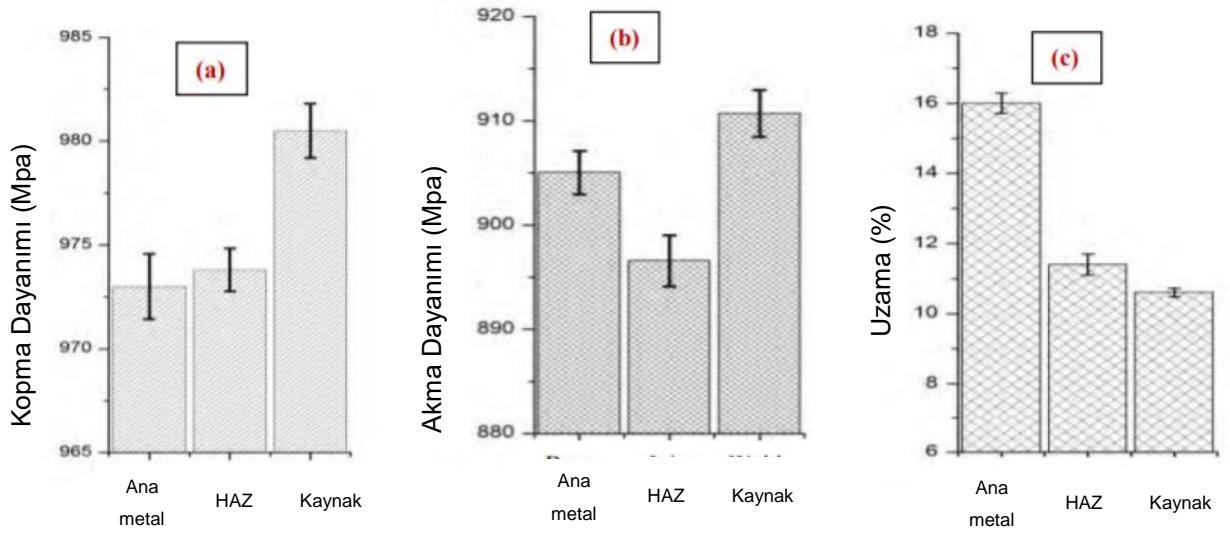 (a)
Kopma Dayanımı (Mpa)
985
980
975
970
965
Ana
metal
HAZ
Kaynak
(b)
Akma Dayanımı (Mpa)
920
910
900
890
880
Ana
metal
HAZ
Kaynak
(c)
Uzama (%)
18
16
14
12
10
8
6
Ana
metal
HAZ
Kaynak